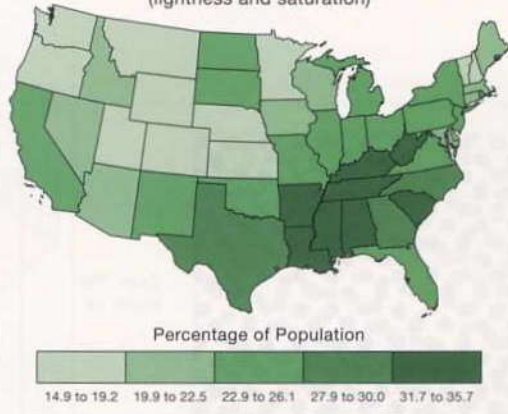 (lightness and saturation)
Percentage of Population
14.9 to 19.2 19.9 to 22.5 22.9 to 26.1 27.9 to 30.0 31.7 to 35.7